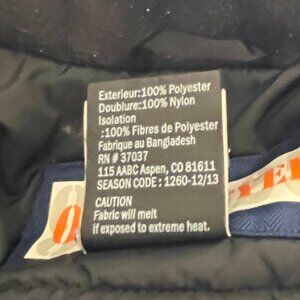 Exterieur:100% Polyester
Doublure:100% Nylon
Isolation
:100% Fibres de Polyester
Fabrique au Bangladesh
RN # 37037
115 AABC Aspen, CO 81611
SEASON CODE : 1260-12/13
CAUTION
Fabric will melt
if exposed to extreme heat.